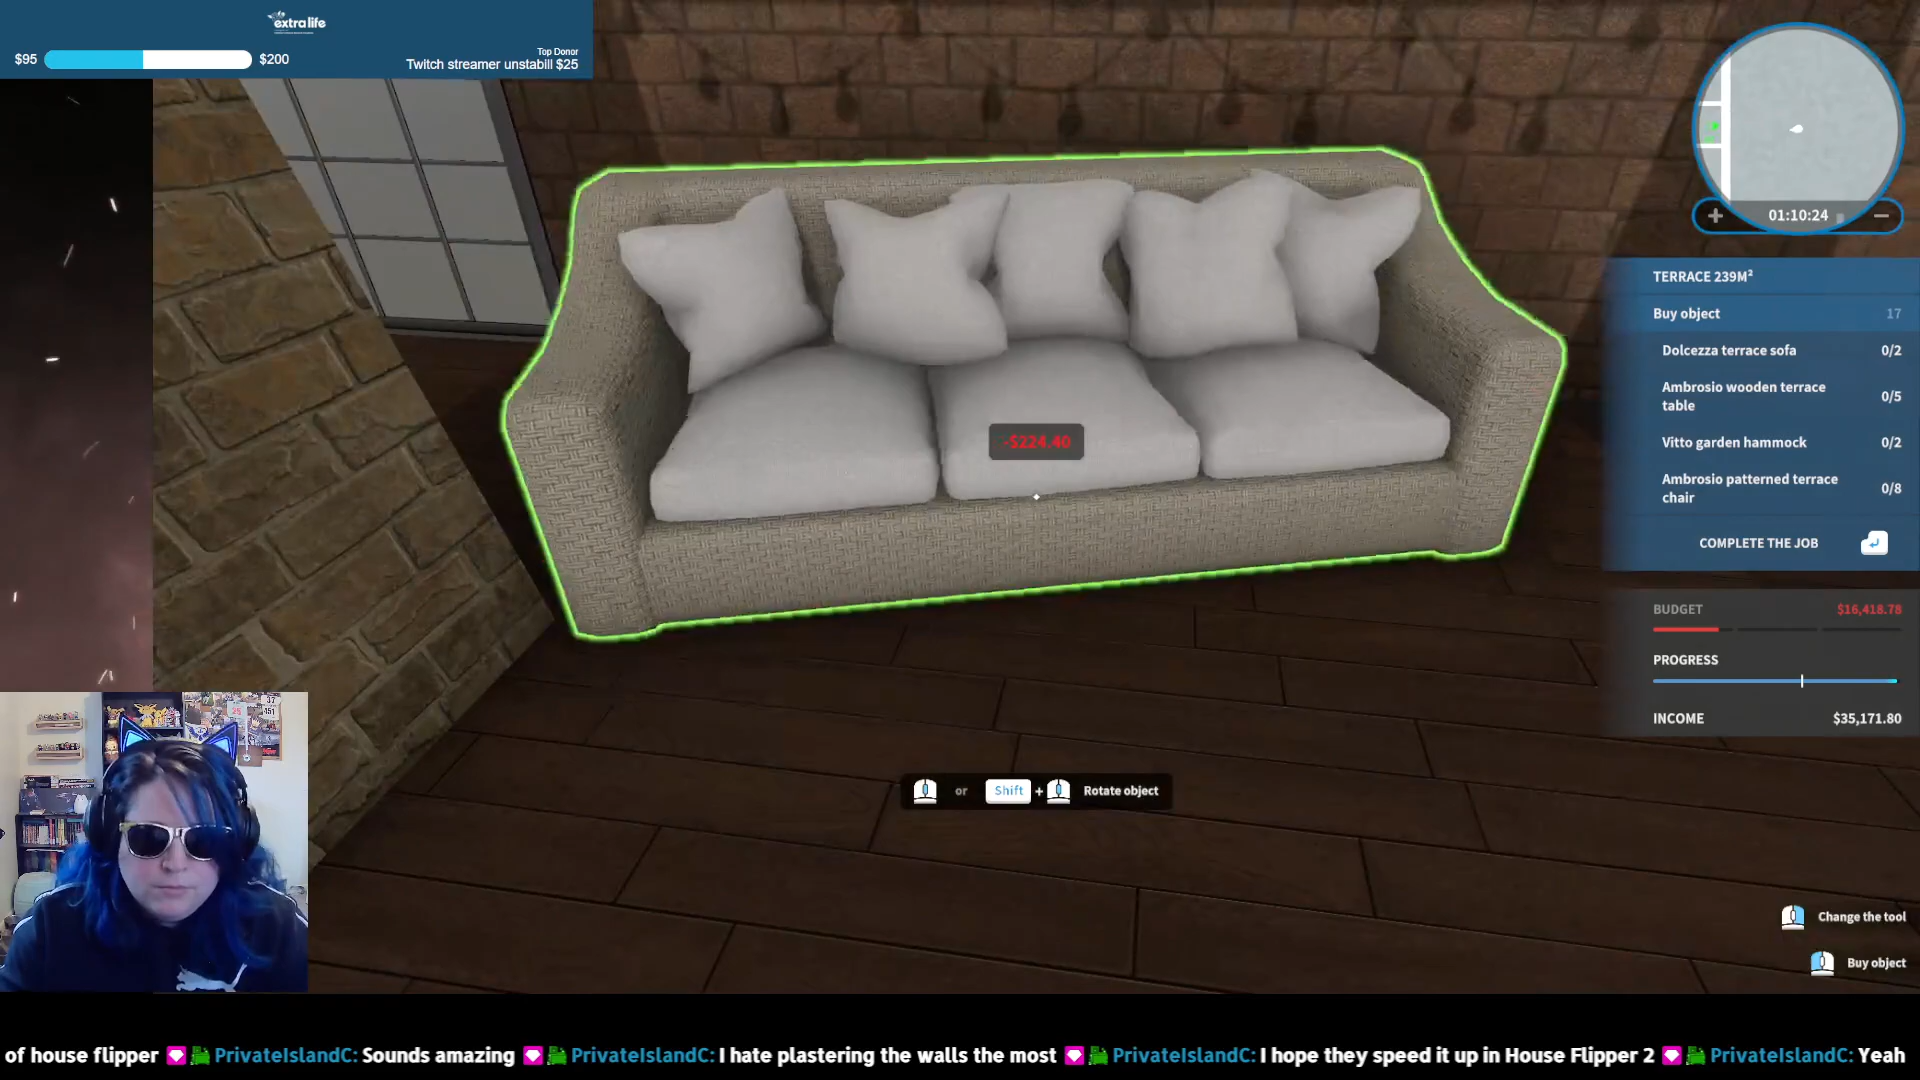 extralife
$95
$200
Top Donor
Twitch streamer unstabill $25
01:10:24
TERRACE 239M²
Buy object 17
Dolcezza terrace sofa 0/2
Ambrosio wooden terrace
table 0/5
Vitto garden hammock 0/2
Ambrosio patterned terrace
chair 0/8
COMPLETE THE JOB
BUDGET $16,418.78
PROGRESS
INCOME $35,171.80
-$224.40
or Shift + Rotate object
Change the tool
Buy object
of house flipper PrivateIslandC: Sounds amazing PrivateIslandC: I hate plastering the walls the most PrivateIslandC: I hope they speed it up in House Flipper 2 PrivateIslandC: Yeah